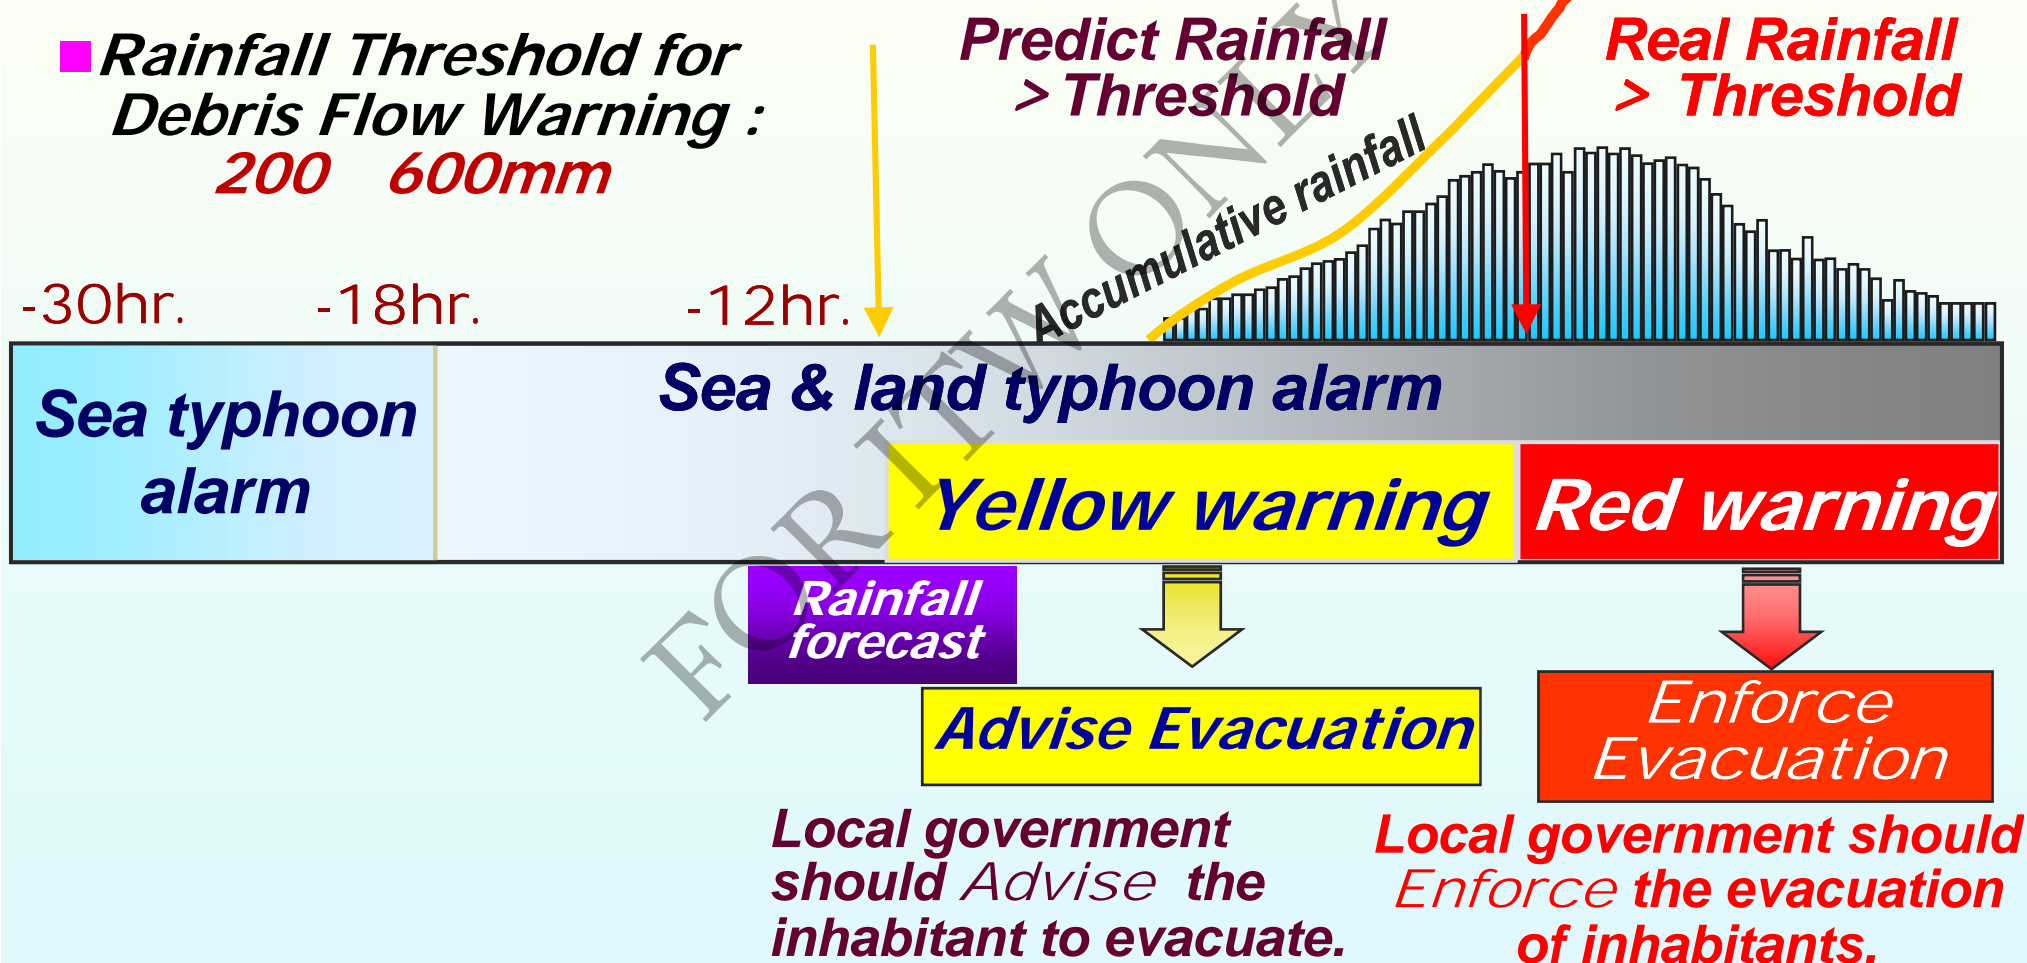 Rainfall Threshold for
Debris Flow Warning :
200 600mm
Predict Rainfall
> Threshold
Real Rainfall
> Threshold
Accumulative rainfall
-30hr.
-18hr.
-12hr.
Sea typhoon
alarm
Sea & land typhoon alarm
Yellow warning
Red warning
Rainfall
forecast
Advise Evacuation
Enforce
Evacuation
Local government
should Advise the
inhabitant to evacuate.
Local government should
Enforce the evacuation
of inhabitants.
FOR ITW ONLY